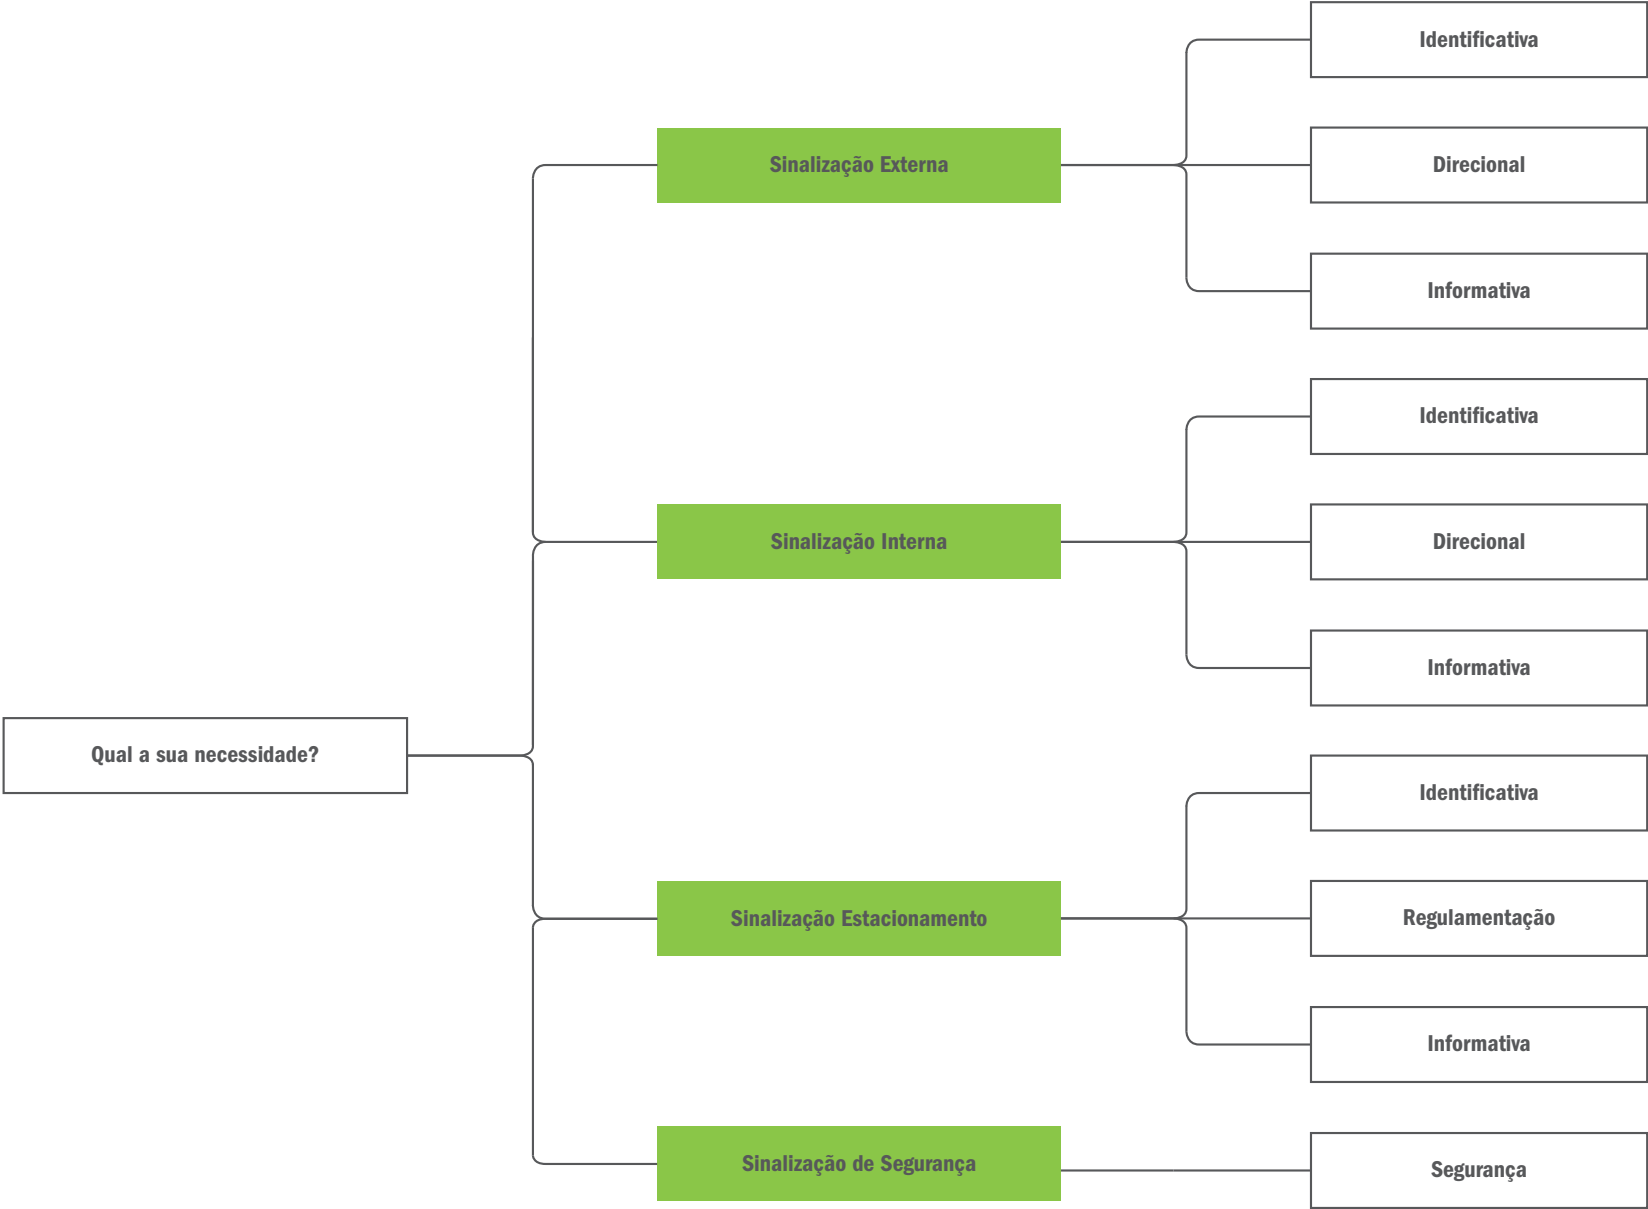 Qual a sua necessidade?
Sinalização Externa
Identificativa
Direcional
Informativa
Sinalização Interna
Identificativa
Direcional
Informativa
Sinalização Estacionamento
Identificativa
Regulamentação
Informativa
Sinalização de Segurança
Segurança